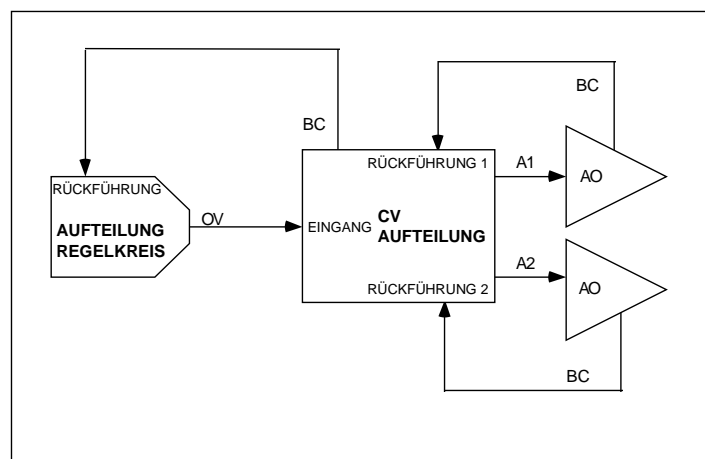 BC
BC
RÜCKFÜHRUNG 1
A1
AO
RÜCKFÜHRUNG
AUFTEILUNG
REGELKREIS
OV
EINGANG
CV
AUFTEILUNG
A2
AO
RÜCKFÜHRUNG 2
BC